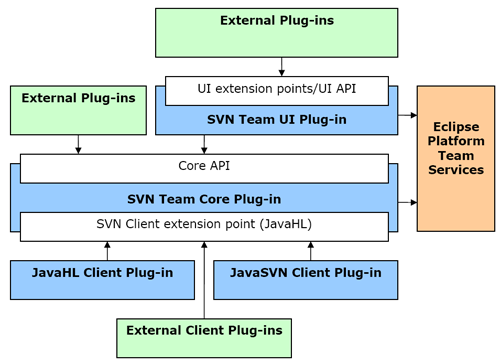 External Plug-ins
UI extension points/UI API
SVN Team UI Plug-in
External Plug-ins
Eclipse
Platform
Team
Services
Core API
SVN Team Core Plug-in
SVN Client extension point (JavaHL)
JavaHL Client Plug-in
JavaSVN Client Plug-in
External Client Plug-ins